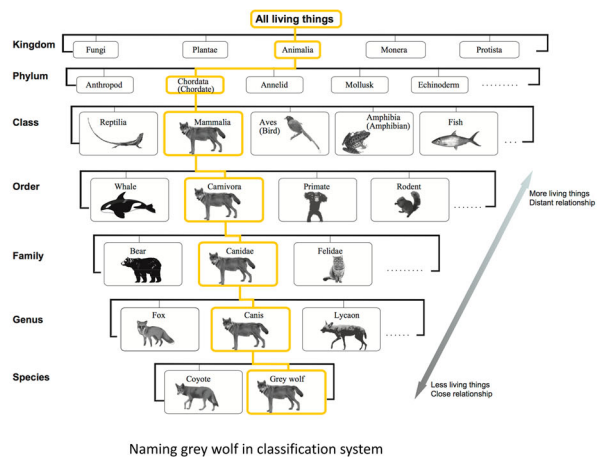 All living things
Kingdom
Fungi Plantae Animalia Monera Protista
Phylum
Anthropod Chordata Annelid Mollusk Echinoderm ........
(Chordate)
Class
Reptilia Mammalia Aves Amphibia Fish
(Bird) (Amphibian)
....
Order
Whale Carnivora Primate Rodent
.......
More living things
Distant relationship
Family
Bear Canidae Felidae
........
Genus
Fox Canis Lycaon
......
Species
Coyote Grey wolf
Less living things
Close relationship
Naming grey wolf in classification system